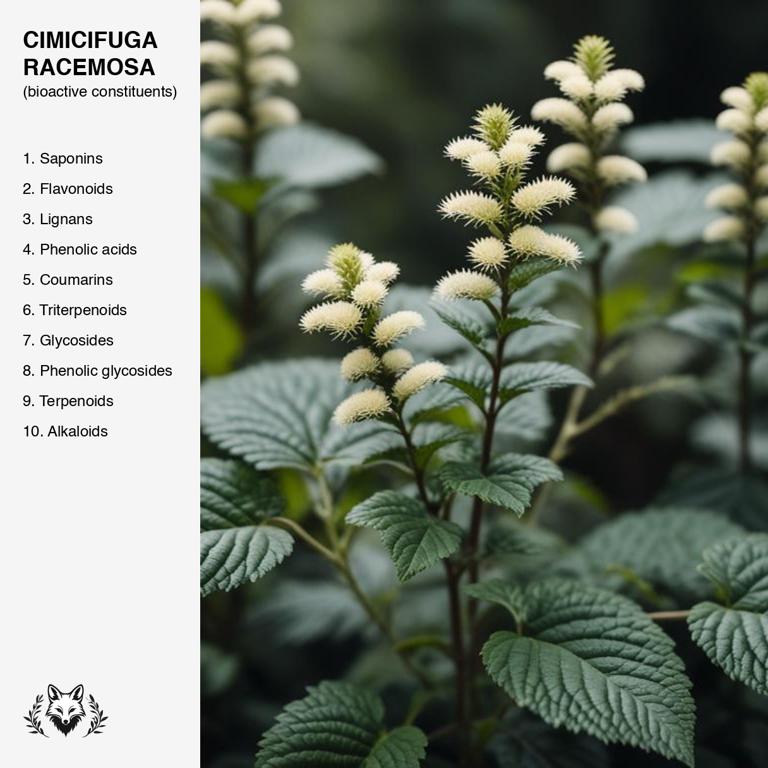 CIMICIFUGA
RACEMOSA
(bioactive constituents)
1. Saponins
2. Flavonoids
3. Lignans
4. Phenolic acids
5. Coumarins
6. Triterpenoids
7. Glycosides
8. Phenolic glycosides
9. Terpenoids
10. Alkaloids